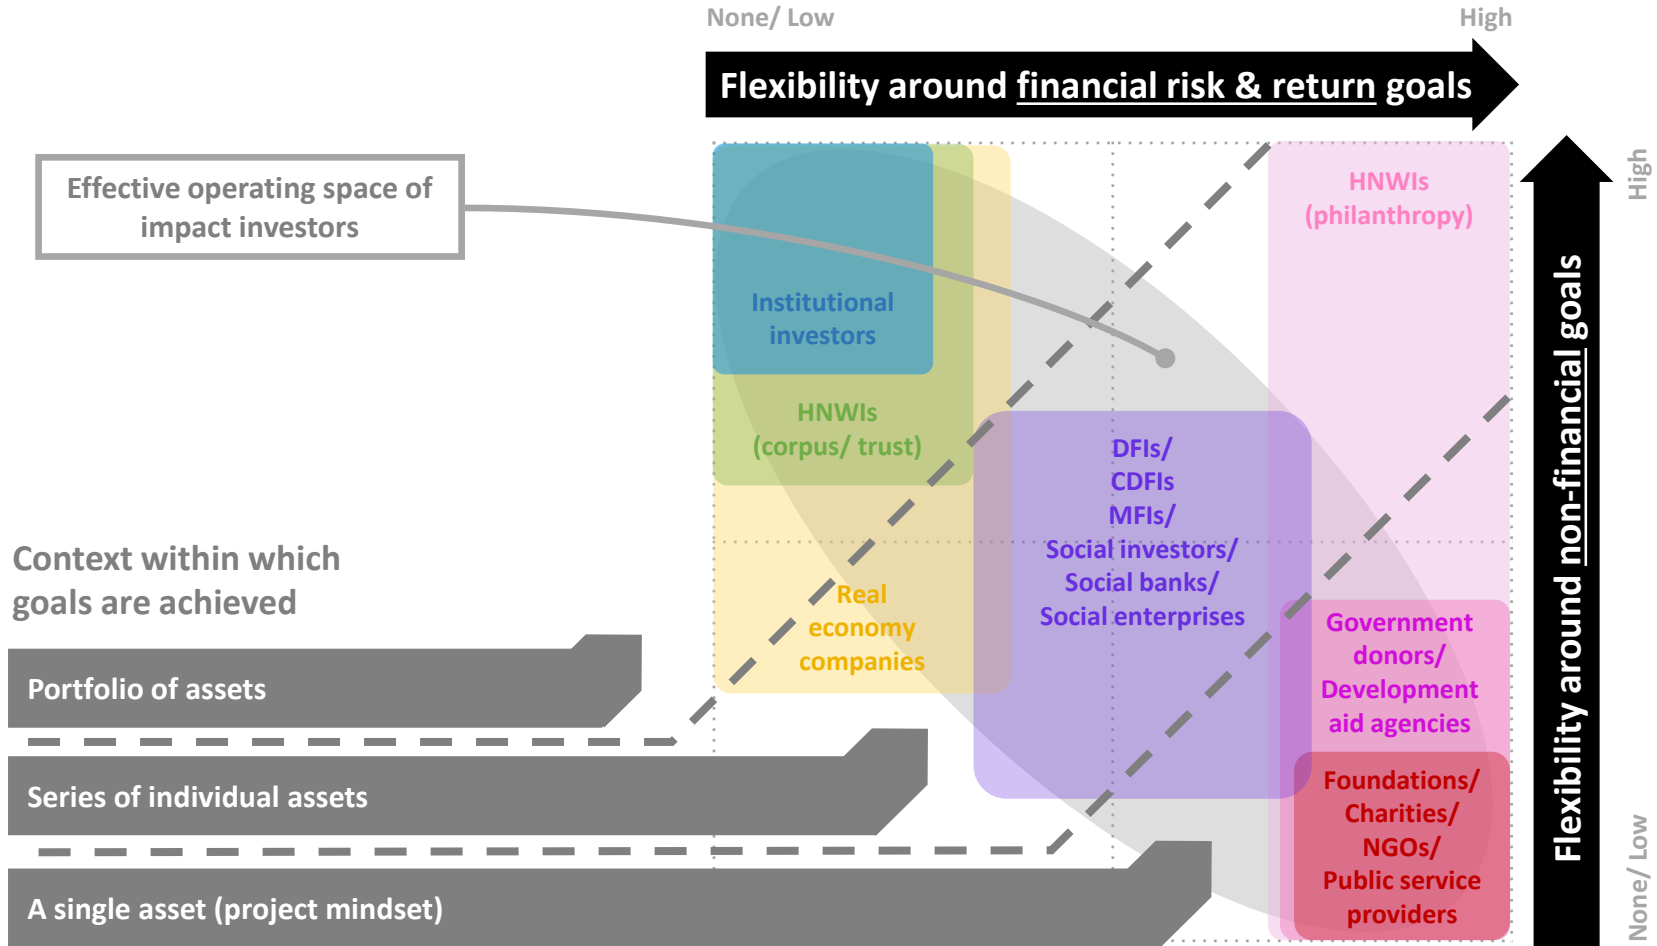 None/ Low
High
Flexibility around financial risk & return goals
Effective operating space of
impact investors
HNWIs
(philanthropy)
High
Flexibility around non-financial goals
None/ Low
Institutional
investors
HNWIs
(corpus/ trust)
DFIs/
CDFIs
MFIs/
Social investors/
Social banks/
Social enterprises
Real
economy
companies
Government
donors/
Development
aid agencies
Foundations/
Charities/
NGOs/
Public service
providers
Context within which
goals are achieved
Portfolio of assets
Series of individual assets
A single asset (project mindset)